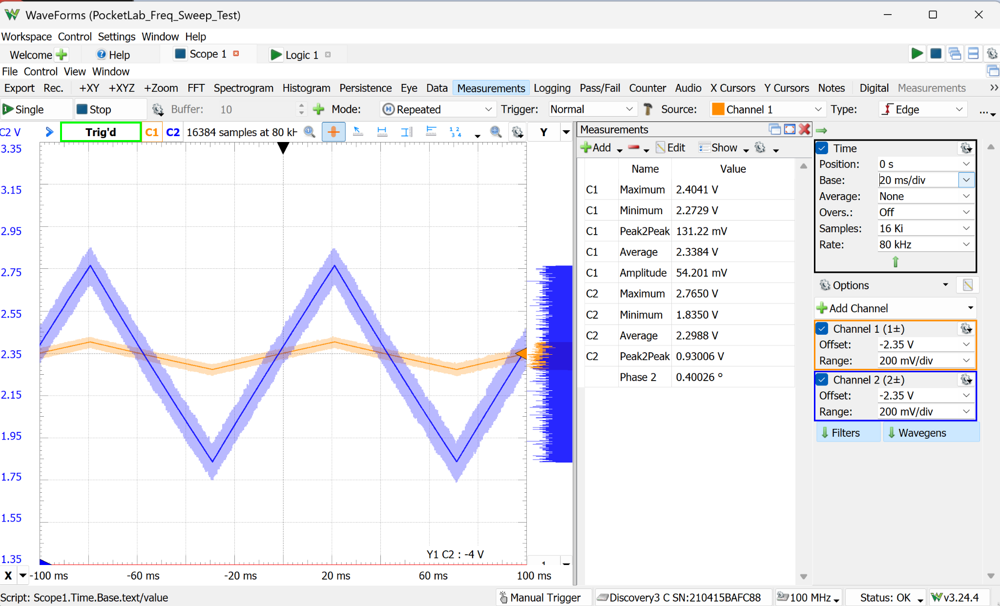 WaveForms (PocketLab_Freq_Sweep_Test)
Workspace Control Settings Window Help
Welcome Help Scope 1 Logic 1
File Control View Window
Export Rec. +XY +XYZ +Zoom FFT Spectrogram Histogram Persistence Eye Data Measurements Logging Pass/Fail Counter Audio X Cursors Y Cursors Notes Digital Measurements »
Single Stop Buffer: 10 Mode: Repeated Trigger: Normal Source: Channel 1 Type: Edge ...
C2 V Trig'd C1 C2 16384 samples at 80 kH Y
3.35
3.15
2.95
2.75
2.55
2.35
2.15
1.95
1.75
1.55
1.35
Y1 C2 : -4 V
1
X -100 ms -60 ms -20 ms 20 ms 60 ms 100 ms
Measurements
Add Edit Show
Name Value
C1 Maximum 2.4041 V
C1 Minimum 2.2729 V
C1 Peak2Peak 131.22 mV
C1 Average 2.3384 V
C1 Amplitude 54.201 mV
C2 Maximum 2.7650 V
C2 Minimum 1.8350 V
C2 Average 2.2988 V
C2 Peak2Peak 0.93006 V
Phase 2 0.40026 °
Time
Position: 0 s
Base: 20 ms/div
Average: None
Overs.: Off
Samples: 16 Ki
Rate: 80 kHz
Options
Add Channel
Channel 1 (1±)
Offset: -2.35 V
Range: 200 mV/div
Channel 2 (2±)
Offset: -2.35 V
Range: 200 mV/div
Filters Wavegens
Script: Scope1.Time.Base.text/value Manual Trigger Discovery3 C SN:210415BAFC88 100 MHz Status: OK v3.24.4